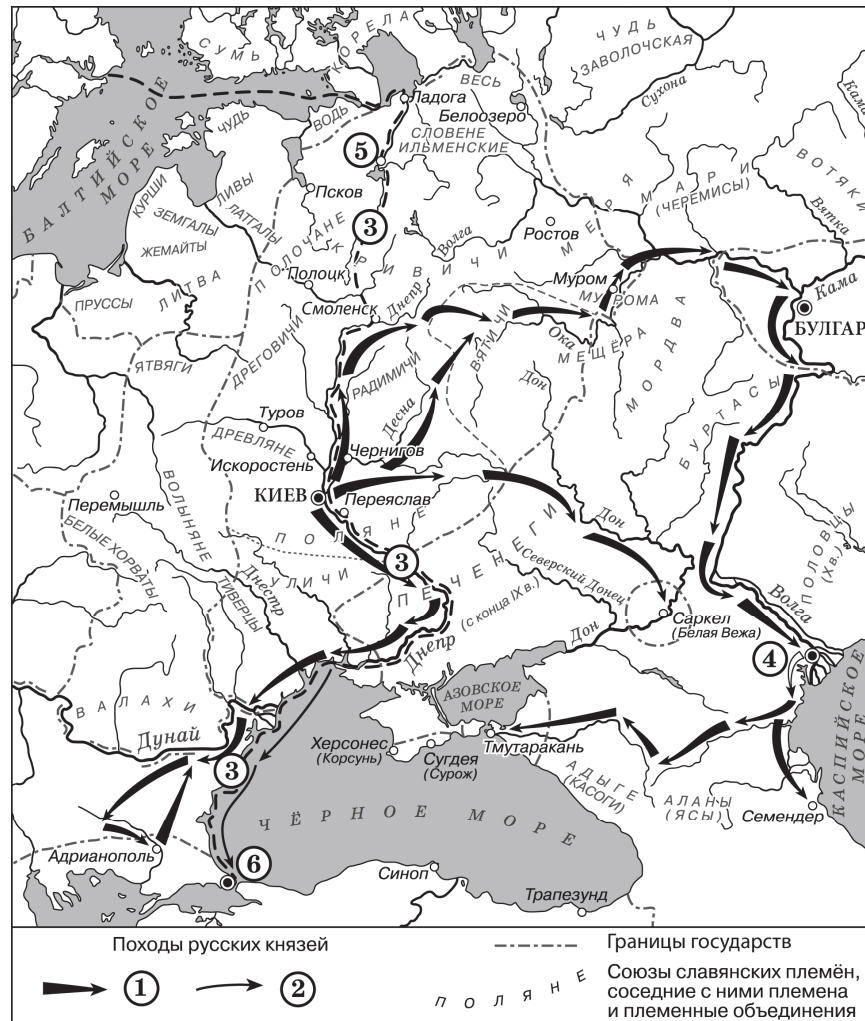 СУМЬ
КОРЕЛА
ЧУДЬ
ЗАВОЛОЧСКАЯ
ВЕСЬ
Сухона
Кама
Ладога
Белоозеро
ВОДЬ
ЧУДЬ
СЛОВЕНЕ
ИЛЬМЕНСКИЕ
БАЛТИЙСКОЕ
МОРЕ
5
Псков
КУРШИ
ЛИВЫ
ЗЕМГАЛЫ
ЛАТГАЛЫ
ЖЕМАЙТЫ
МАРИ
(ЧЕРЕМИСЫ)
ВОТЯКИ
Вятка
3
Волга
Ростов
МЕРЯ
ПОЛОЧАНЕ
КРИВИЧИ
Полоцк
ЛИТВА
ПРУССЫ
Смоленск
Днепр
Муром
МУРОМА
Кама
БУЛГАР
ЯТВЯГИ
ДРЕГОВИЧИ
РАДИМИЧИ
ВЯТИЧИ
Ока
МЕЩЁРА
МОРДВА
Дон
Десна
БУРТАСЫ
Туров
ДРЕВЛЯНЕ
Искоростень
Чернигов
КИЕВ
Переяслав
Перемышль
ВОЛЫНЯНЕ
БЕЛЫЕ ХОРВАТЫ
ПОЛЯНЕ
3
Дон
ПЕЧЕНЕГИ
(с конца IX в.)
Северский Донец
УЛИЧИ
Днестр
ТИВЕРЦЫ
Днепр
Дон
Саркел
(Белая Вежа)
ПОЛОВЦЫ
(X в.)
Волга
4
ВАЛАХИ
Дунай
АЗОВСКОЕ
МОРЕ
3
Херсонес
(Корсунь)
Сугдея
(Сурож)
Тмутаракань
АДЫГЕ
(КАСОГИ)
АЛАНЫ
(ЯСЫ)
Семендер
КАСПИЙСКОЕ
МОРЕ
ЧЁРНОЕ МОРЕ
Адрианополь
6
Синоп
Трапезунд
Походы русских князей
1
2
Границы государств
ПОЛЯНЕ
Союзы славянских племён,
соседние с ними племена
и племенные объединения